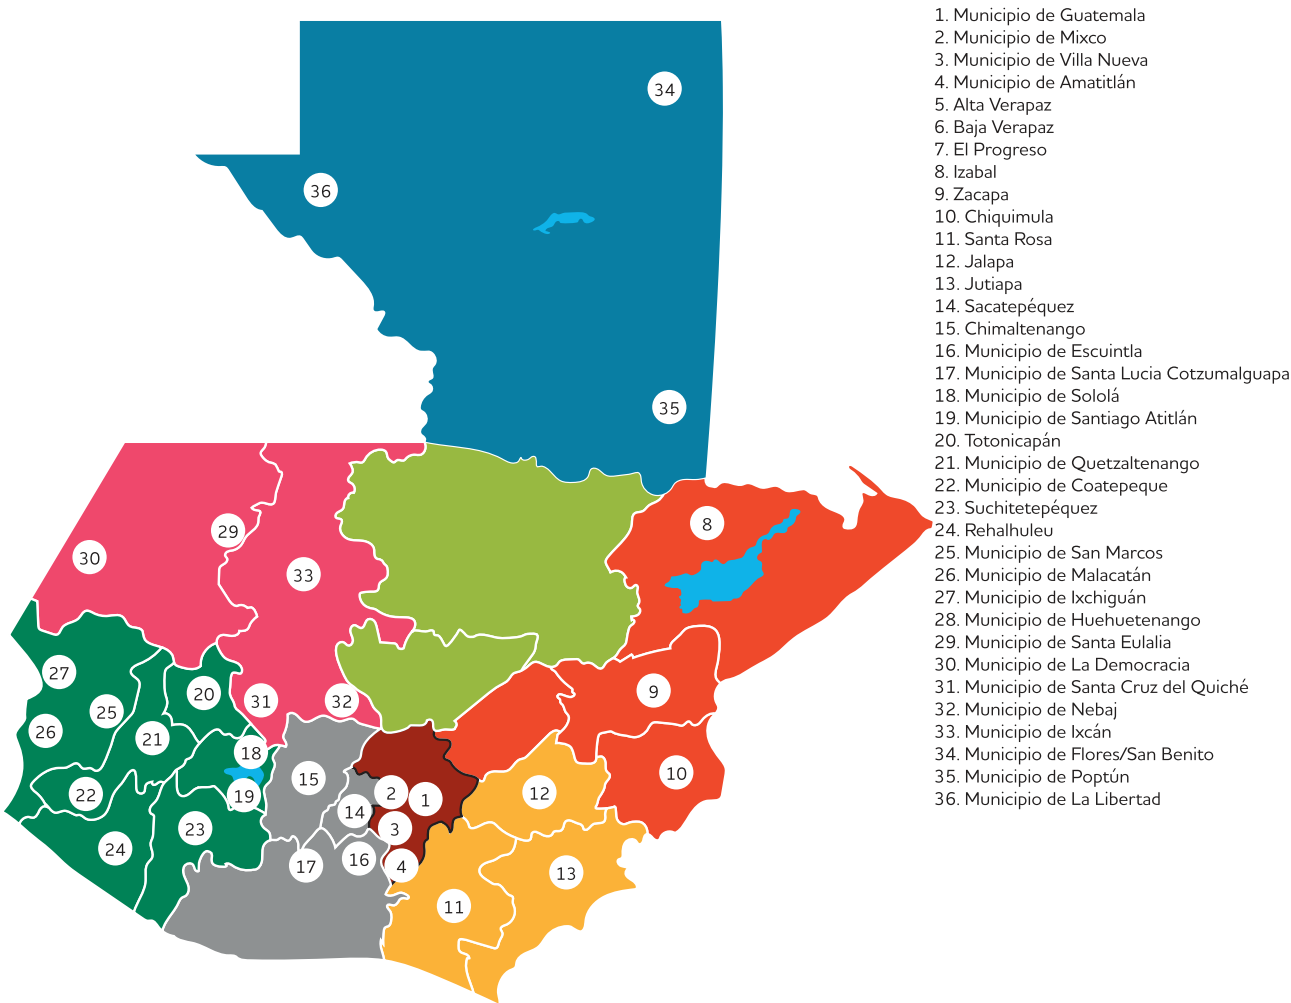 1. Municipio de Guatemala
2. Municipio de Mixco
3. Municipio de Villa Nueva
4. Municipio de Amatitlán
5. Alta Verapaz
6. Baja Verapaz
7. El Progreso
8. Izabal
9. Zacapa
10. Chiquimula
11. Santa Rosa
12. Jalapa
13. Jutiapa
14. Sacatepéquez
15. Chimaltenango
16. Municipio de Escuintla
17. Municipio de Santa Lucia Cotzumalguapa
18. Municipio de Sololá
19. Municipio de Santiago Atitlán
20. Totonicapán
21. Municipio de Quetzaltenango
22. Municipio de Coatepeque
23. Suchitetepéquez
24. Rehalhuleu
25. Municipio de San Marcos
26. Municipio de Malacatán
27. Municipio de Ixchiguán
28. Municipio de Huehuetenango
29. Municipio de Santa Eulalia
30. Municipio de La Democracia
31. Municipio de Santa Cruz del Quiché
32. Municipio de Nebaj
33. Municipio de Ixcán
34. Municipio de Flores/San Benito
35. Municipio de Poptún
36. Municipio de La Libertad
34
36
35
8
29
30
33
27
20
9
31
32
25
26
21
18
10
15
12
22
19
2
1
14
23
3
24
16
17
4
13
11